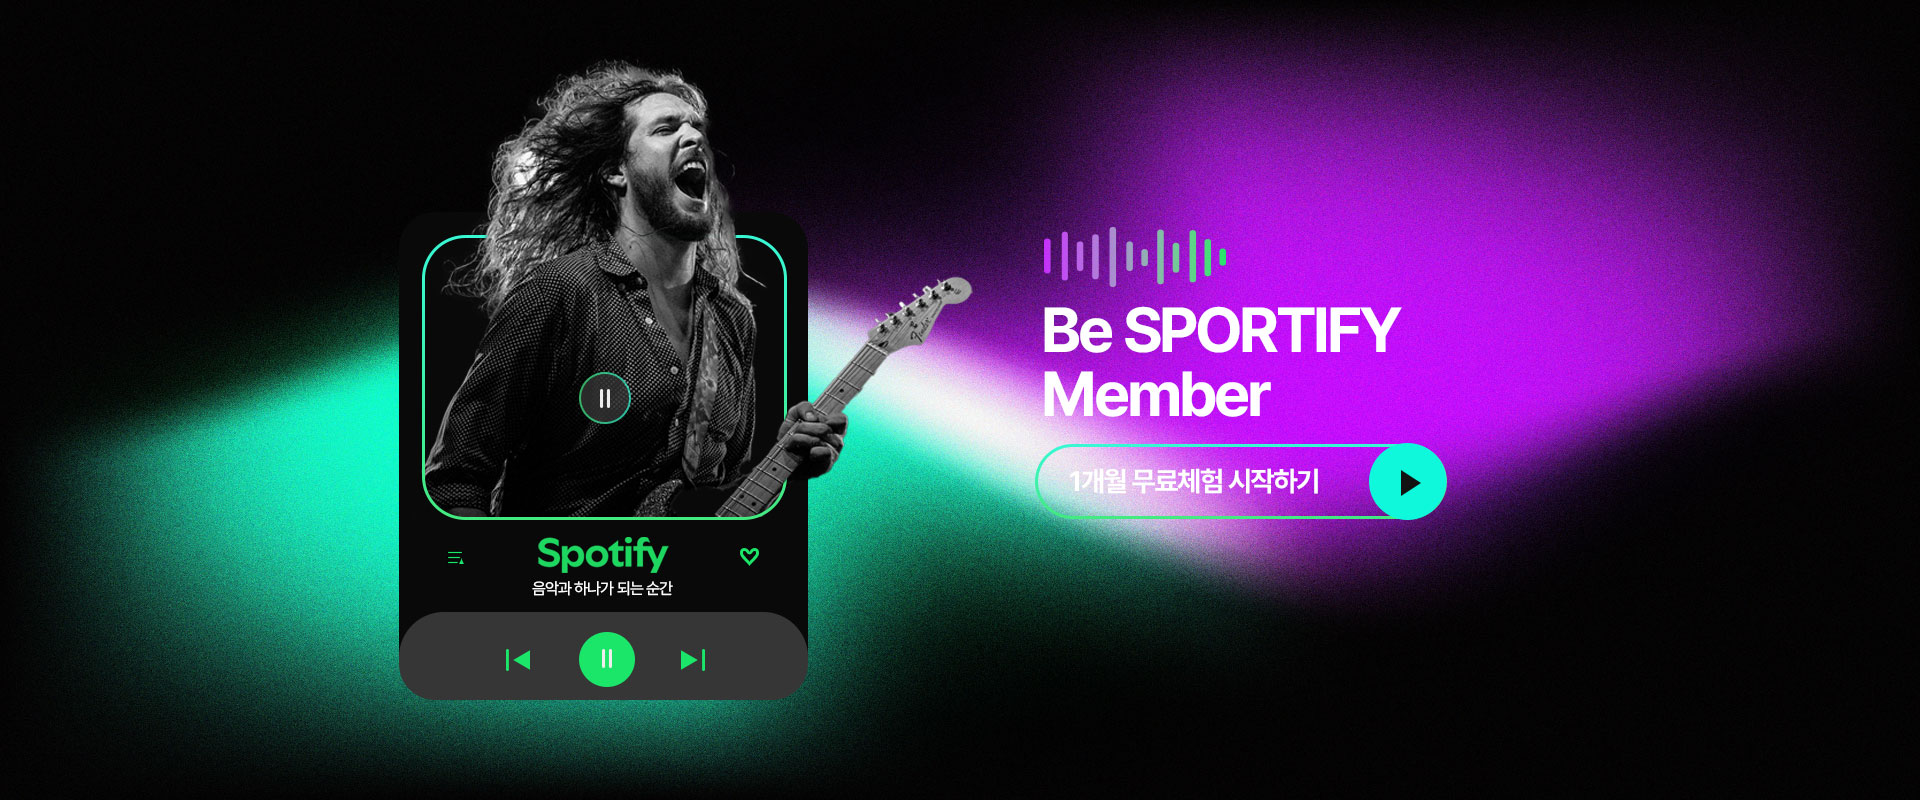 Fender
Spotify
음악과 하나가 되는 순간
Be SPORTIFY
Member
1개월 무료체험 시작하기